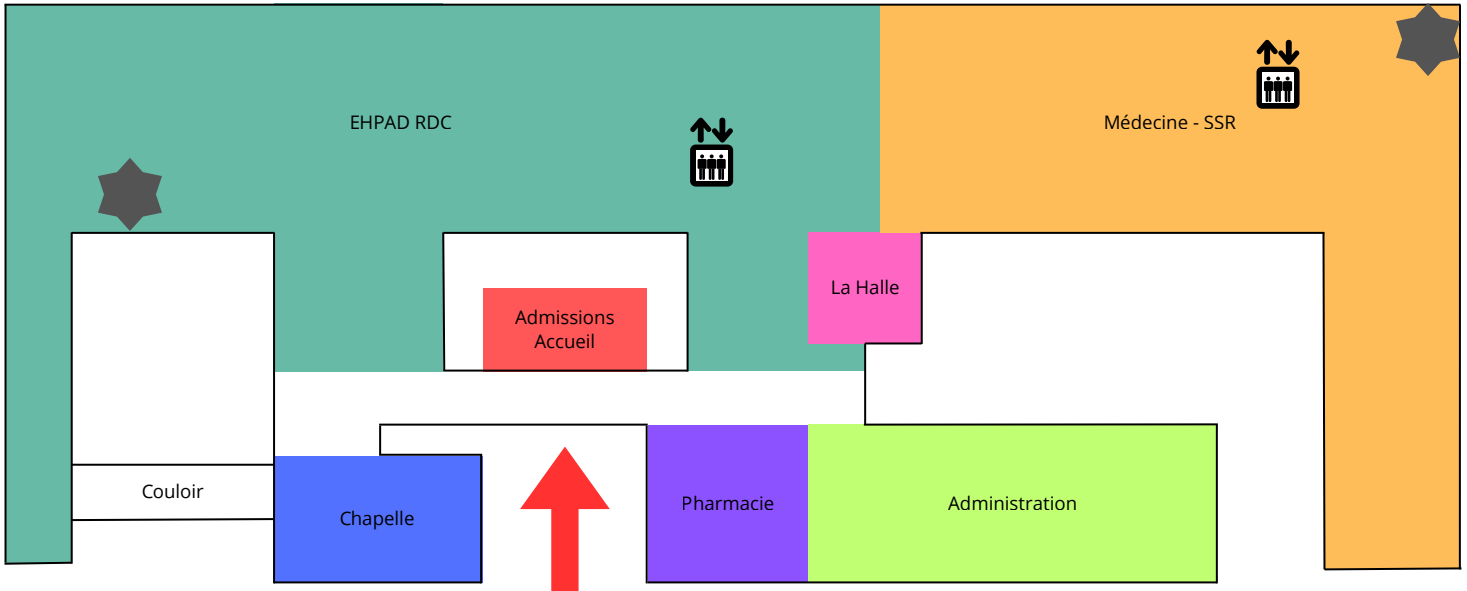 EHPAD RDC
Médecine - SSR
La Halle
Admissions
Accueil
Couloir
Chapelle
Pharmacie
Administration